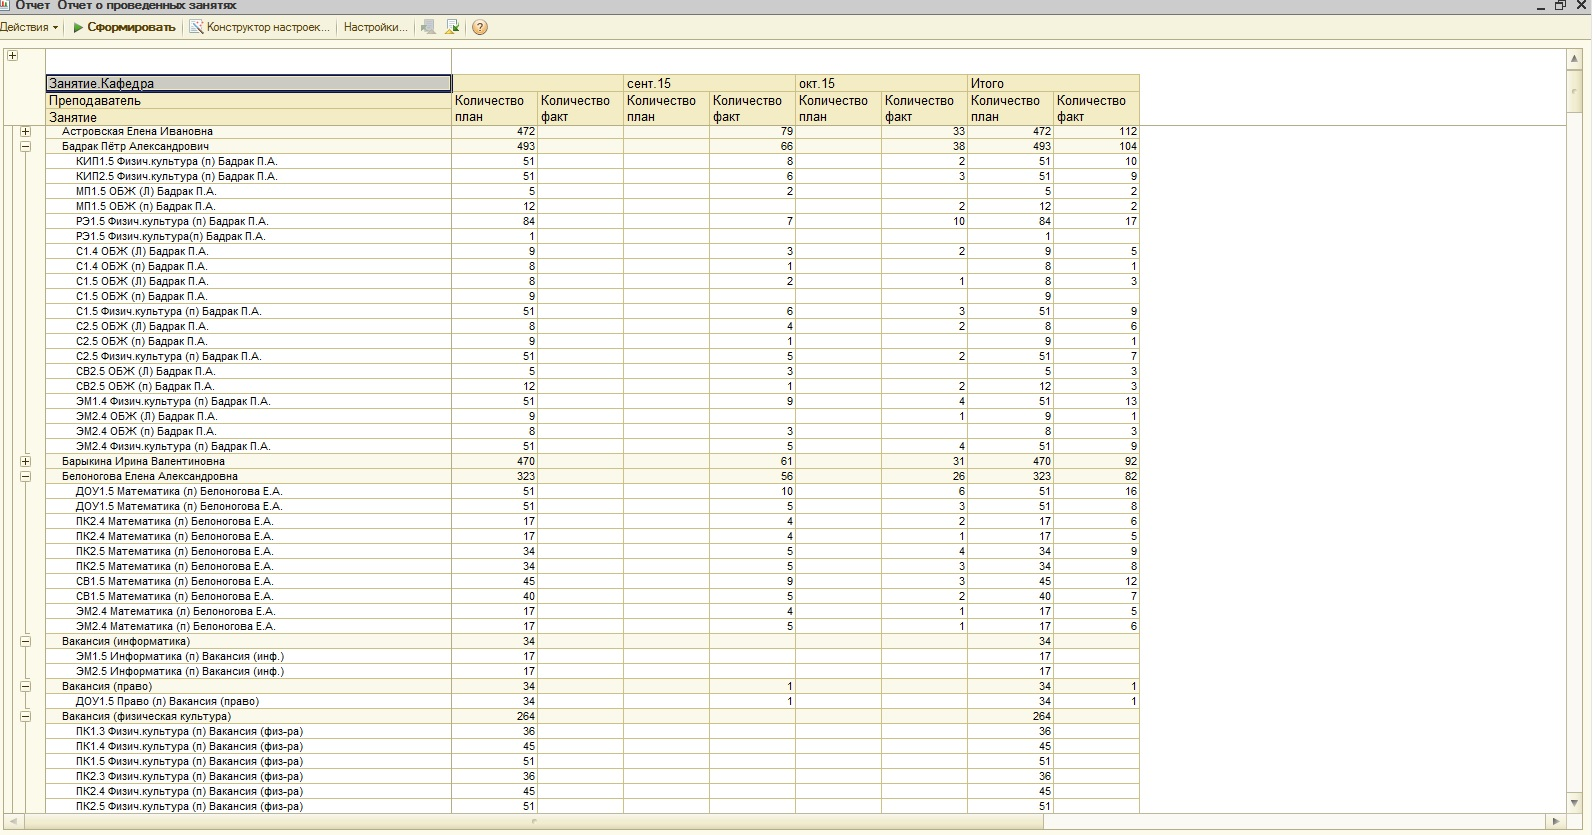 Отчет Отчет о проведенных занятях
Действия Сформировать Конструктор настроек... Настройки...
Занятие.Кафедра сент.15 окт.15 Итого
Преподаватель Количество план Количество факт Количество план Количество факт Количество план Количество факт Количество план Количество факт
Занятие
Астровская Елена Ивановна 472 79 33 472 112
Бадрак Пётр Александрович 493 66 38 493 104
КИП1.5 Физич.культура (п) Бадрак П.А. 51 8 2 51 10
КИП2.5 Физич.культура (п) Бадрак П.А. 51 6 3 51 9
МП1.5 ОБЖ (Л) Бадрак П.А. 5 2 5 2
МП1.5 ОБЖ (п) Бадрак П.А. 12 2 12 2
РЭ1.5 Физич.культура (п) Бадрак П.А. 84 7 10 84 17
РЭ1.5 Физич.культура(п) Бадрак П.А. 1 1
С1.4 ОБЖ (Л) Бадрак П.А. 9 3 2 9 5
С1.4 ОБЖ (п) Бадрак П.А. 8 1 8 1
С1.5 ОБЖ (Л) Бадрак П.А. 8 2 1 8 3
С1.5 ОБЖ (п) Бадрак П.А. 9 9
С1.5 Физич.культура (п) Бадрак П.А. 51 6 3 51 9
С2.5 ОБЖ (Л) Бадрак П.А. 8 4 2 8 6
С2.5 ОБЖ (п) Бадрак П.А. 9 1 9 1
С2.5 Физич.культура (п) Бадрак П.А. 51 5 2 51 7
СВ2.5 ОБЖ (Л) Бадрак П.А. 5 3 5 3
СВ2.5 ОБЖ (п) Бадрак П.А. 12 1 2 12 3
ЭМ1.4 Физич.культура (п) Бадрак П.А. 51 9 4 51 13
ЭМ2.4 ОБЖ (Л) Бадрак П.А. 9 1 9 1
ЭМ2.4 ОБЖ (п) Бадрак П.А. 8 3 8 3
ЭМ2.4 Физич.культура (п) Бадрак П.А. 51 5 4 51 9
Барыкина Ирина Валентиновна 470 61 31 470 92
Белоногова Елена Александровна 323 56 26 323 82
ДОУ1.5 Математика (л) Белоногова Е.А. 51 10 6 51 16
ДОУ1.5 Математика (п) Белоногова Е.А. 51 5 3 51 8
ПК2.4 Математика (л) Белоногова Е.А. 17 4 2 17 6
ПК2.4 Математика (п) Белоногова Е.А. 17 4 1 17 5
ПК2.5 Математика (л) Белоногова Е.А. 34 5 4 34 9
ПК2.5 Математика (п) Белоногова Е.А. 34 5 3 34 8
СВ1.5 Математика (л) Белоногова Е.А. 45 9 3 45 12
СВ1.5 Математика (п) Белоногова Е.А. 40 5 2 40 7
ЭМ2.4 Математика (л) Белоногова Е.А. 17 4 1 17 5
ЭМ2.4 Математика (п) Белоногова Е.А. 17 5 1 17 6
Вакансия (информатика) 34 34
ЭМ1.5 Информатика (п) Вакансия (инф.) 17 17
ЭМ2.5 Информатика (п) Вакансия (инф.) 17 17
Вакансия (право) 34 1 34 1
ДОУ1.5 Право (л) Вакансия (право) 34 1 34 1
Вакансия (физическая культура) 264 264
ПК1.3 Физич.культура (п) Вакансия (физ-ра) 36 36
ПК1.4 Физич.культура (п) Вакансия (физ-ра) 45 45
ПК1.5 Физич.культура (п) Вакансия (физ-ра) 51 51
ПК2.3 Физич.культура (п) Вакансия (физ-ра) 36 36
ПК2.4 Физич.культура (п) Вакансия (физ-ра) 45 45
ПК2.5 Физич.культура (п) Вакансия (физ-ра) 51 51